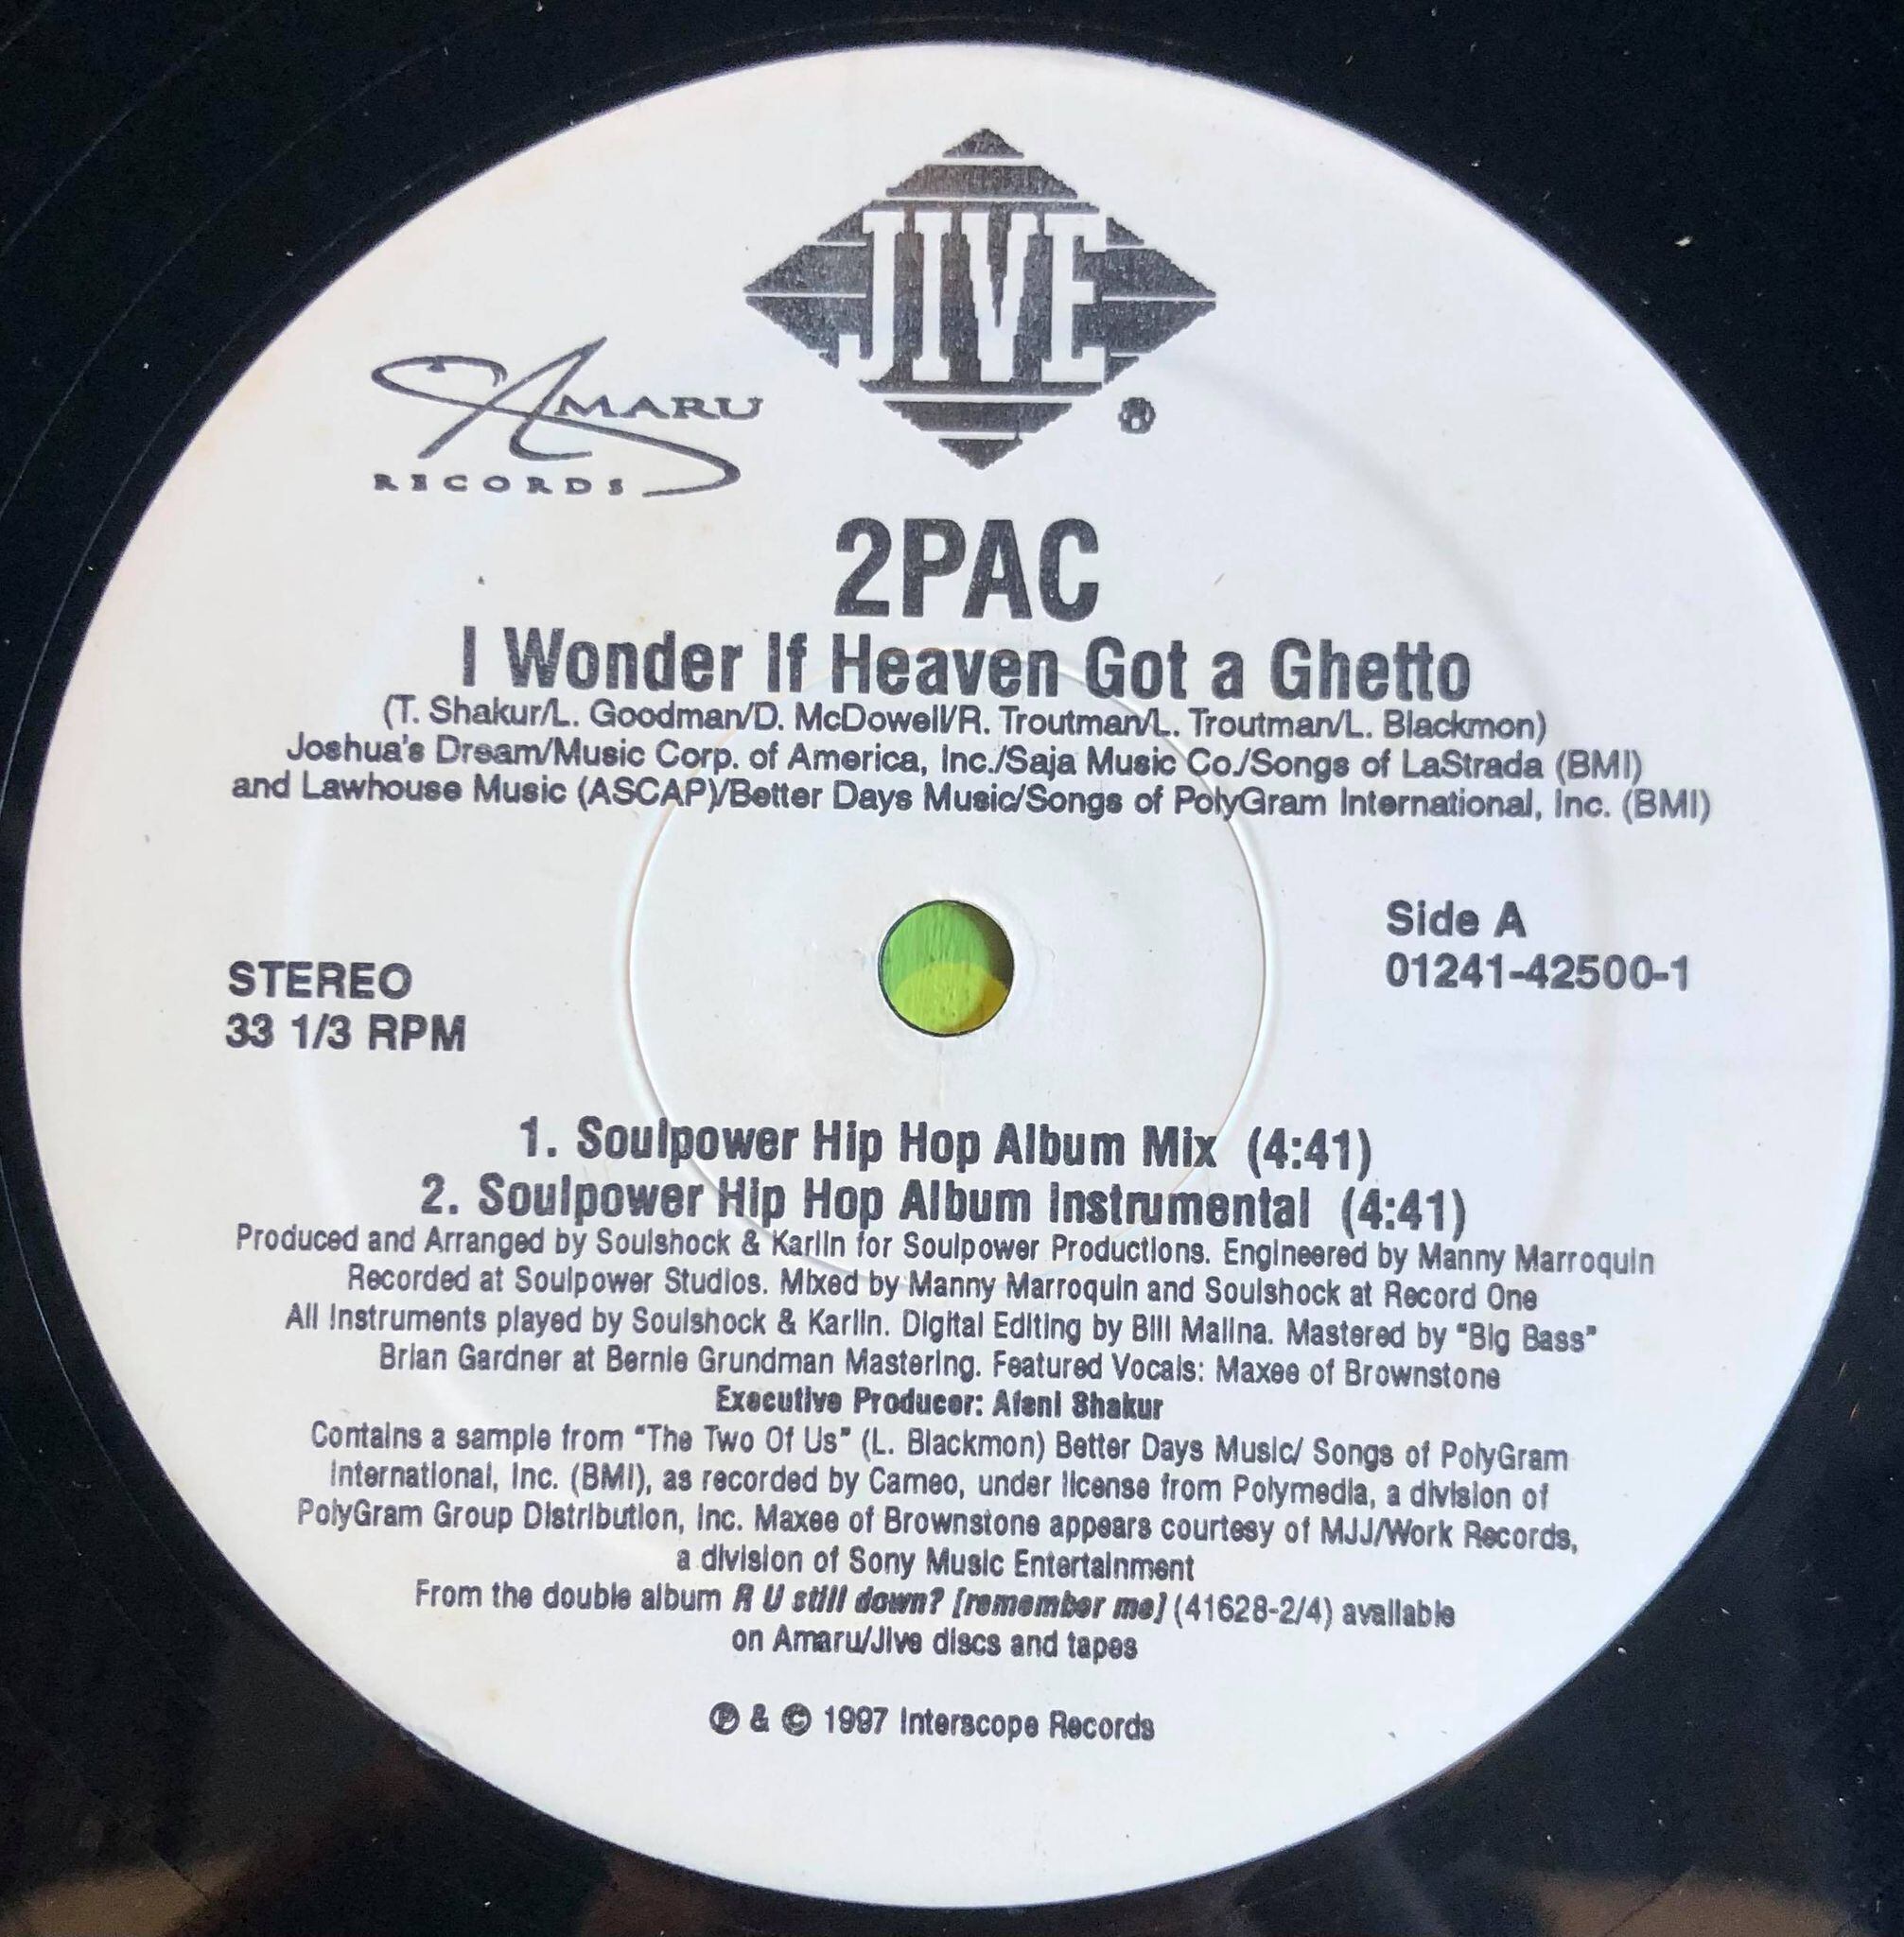 JIVE
®
AMARU
RECORDS
2PAC
I Wonder If Heaven Got a Ghetto
(T. Shakur/L. Goodman/D. McDowell/R. Troutman/L. Troutman/L. Blackmon)
Joshua's Dream/Music Corp. of America, Inc./Saja Music Co./Songs of LaStrada (BMI)
and Lawhouse Music (ASCAP)/Better Days Music/Songs of PolyGram International, Inc. (BMI)
Side A
01241-42500-1
STEREO
33 1/3 RPM
1. Soulpower Hip Hop Album Mix (4:41)
2. Soulpower Hip Hop Album Instrumental (4:41)
Produced and Arranged by Soulshock & Karlin for Soulpower Productions. Engineered by Manny Marroquin
Recorded at Soulpower Studios. Mixed by Manny Marroquin and Soulshock at Record One
All Instruments played by Soulshock & Karlin. Digital Editing by Bill Malina. Mastered by "Big Bass"
Brian Gardner at Bernie Grundman Mastering. Featured Vocals: Maxee of Brownstone
Executive Producer: Afeni Shakur
Contains a sample from "The Two Of Us" (L. Blackmon) Better Days Music/ Songs of PolyGram
International, Inc. (BMI), as recorded by Cameo, under license from Polymedia, a division of
PolyGram Group Distribution, Inc. Maxee of Brownstone appears courtesy of MJJ/Work Records,
a division of Sony Music Entertainment
From the double album R U still down? [remember me] (41628-2/4) available
on Amaru/Jive discs and tapes
℗ & © 1997 Interscope Records